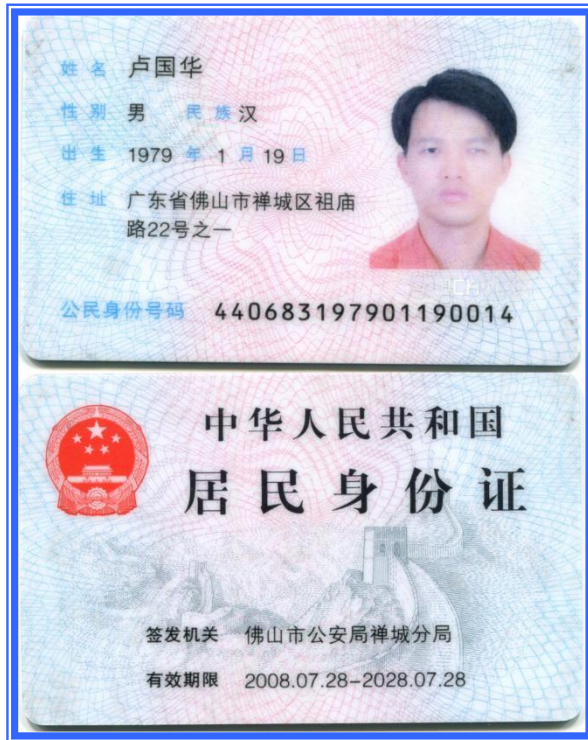 姓名 卢国华
性别 男 民族 汉
出生 1979 年 1 月 19 日
住址 广东省佛山市禅城区祖庙
路22号之一
公民身份号码 440683197901190014
中华人民共和国
居民身份证
签发机关 佛山市公安局禅城分局
有效期限 2008.07.28-2028.07.28